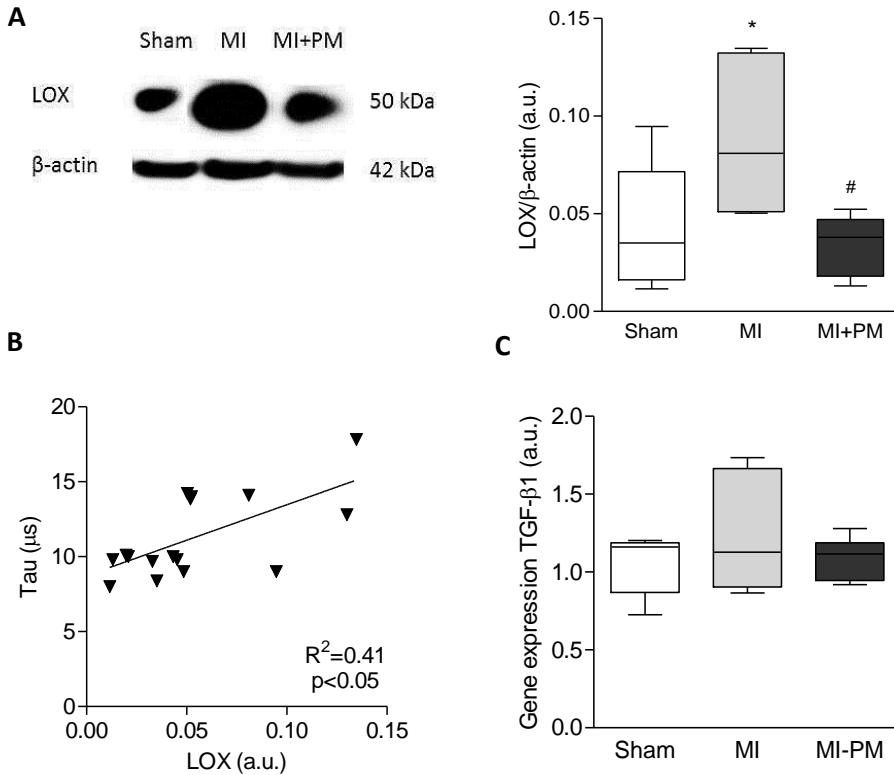 A
Sham MI MI+PM
LOX 50 kDa
β-actin 42 kDa
LOX/β-actin (a.u.)
0.15
0.10
0.05
0.00
*
#
Sham MI MI+PM
B
Tau (µs)
20
15
10
5
0
R²=0.41
p<0.05
0.00 0.05 0.10 0.15
LOX (a.u.)
C
Gene expression TGF-β1 (a.u.)
2.0
1.5
1.0
0.5
0.0
Sham MI MI-PM